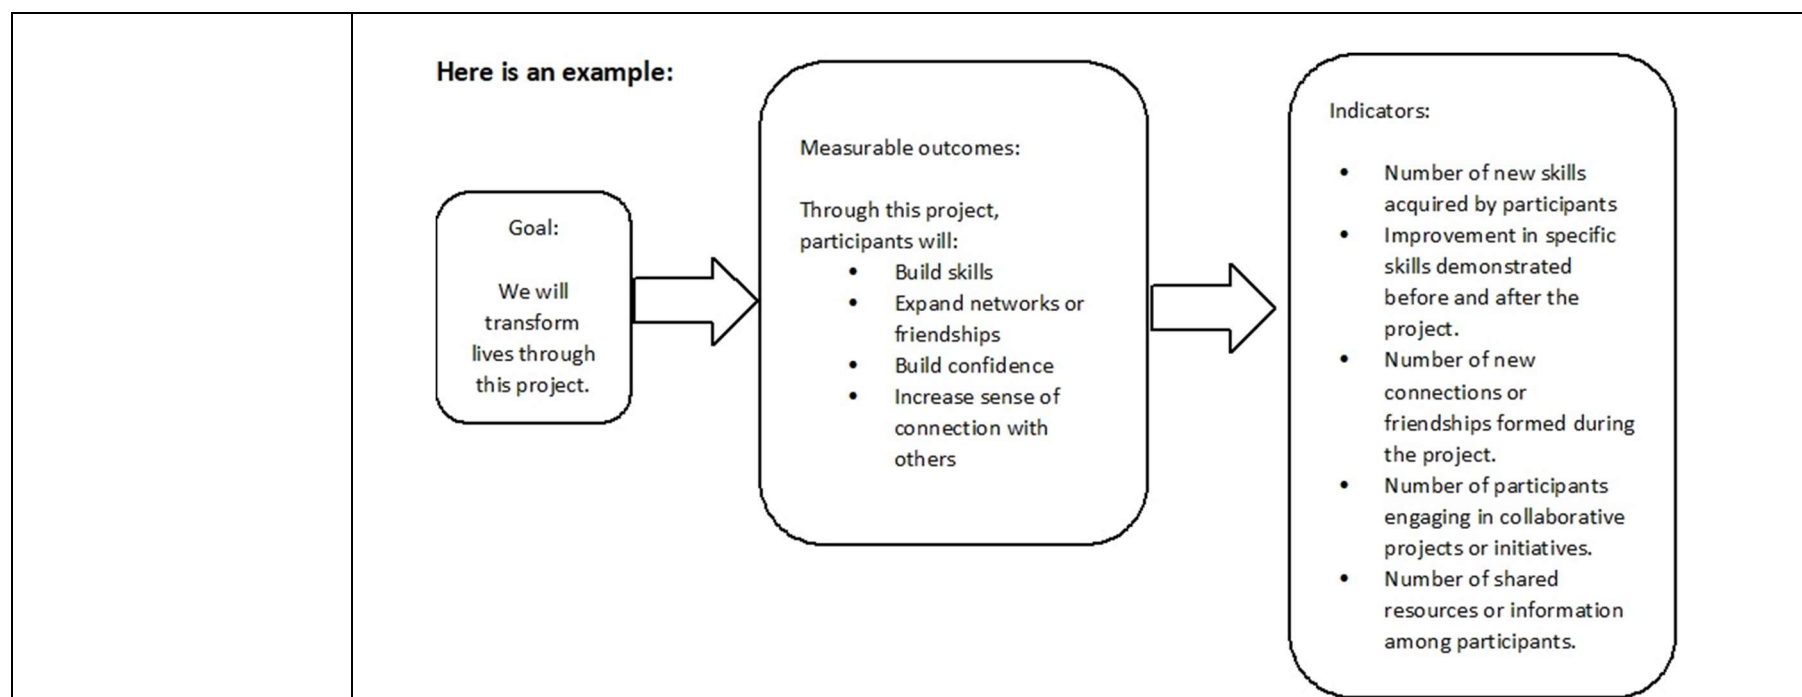 Here is an example:
Goal:
We will
transform
lives through
this project.
Measurable outcomes:
Through this project,
participants will:
• Build skills
• Expand networks or
friendships
• Build confidence
• Increase sense of
connection with
others
Indicators:
• Number of new skills
acquired by participants
• Improvement in specific
skills demonstrated
before and after the
project.
• Number of new
connections or
friendships formed during
the project.
• Number of participants
engaging in collaborative
projects or initiatives.
• Number of shared
resources or information
among participants.